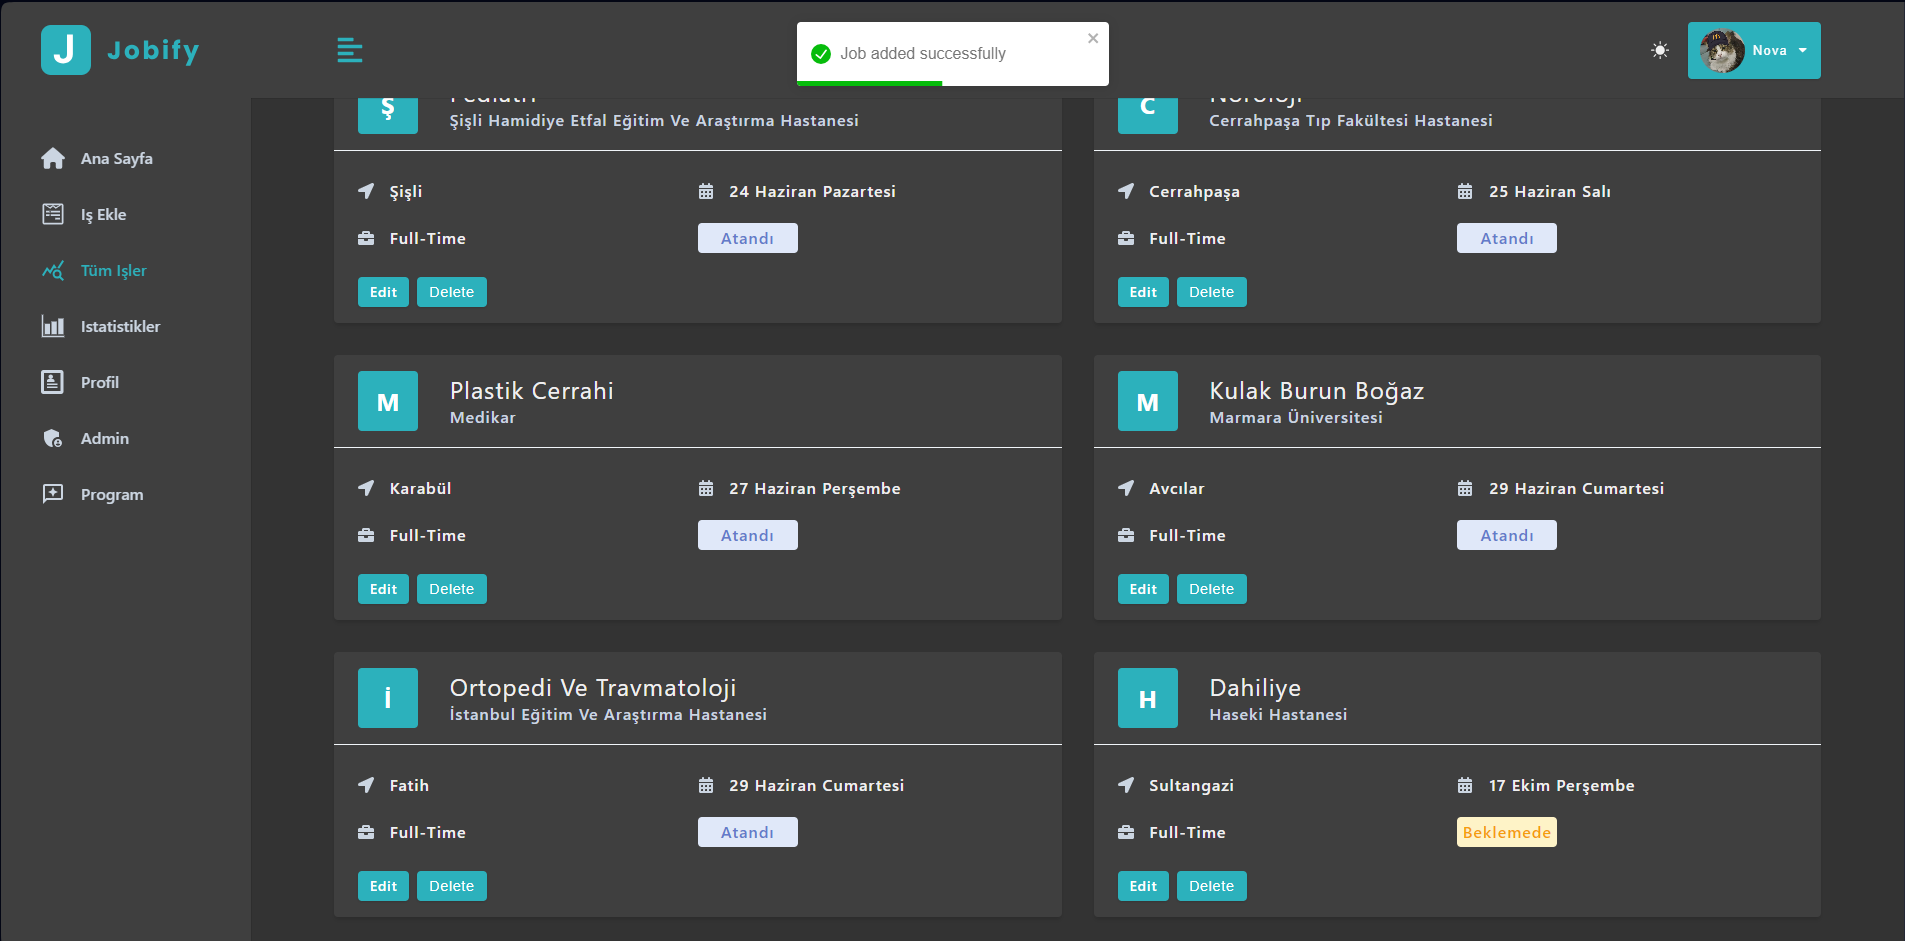 J Jobify
Job added successfully
Nova
Ana Sayfa
Iş Ekle
Tüm Işler
Istatistikler
Profil
Admin
Program
Ş
Pediatri
Şişli Hamidiye Etfal Eğitim Ve Araştırma Hastanesi
Şişli
24 Haziran Pazartesi
Full-Time
Atandı
Edit
Delete
C
Nöroloji
Cerrahpaşa Tıp Fakültesi Hastanesi
Cerrahpaşa
25 Haziran Salı
Full-Time
Atandı
Edit
Delete
M
Plastik Cerrahi
Medikar
Karabül
27 Haziran Perşembe
Full-Time
Atandı
Edit
Delete
M
Kulak Burun Boğaz
Marmara Üniversitesi
Avcılar
29 Haziran Cumartesi
Full-Time
Atandı
Edit
Delete
İ
Ortopedi Ve Travmatoloji
İstanbul Eğitim Ve Araştırma Hastanesi
Fatih
29 Haziran Cumartesi
Full-Time
Atandı
Edit
Delete
H
Dahiliye
Haseki Hastanesi
Sultangazi
17 Ekim Perşembe
Full-Time
Beklemede
Edit
Delete